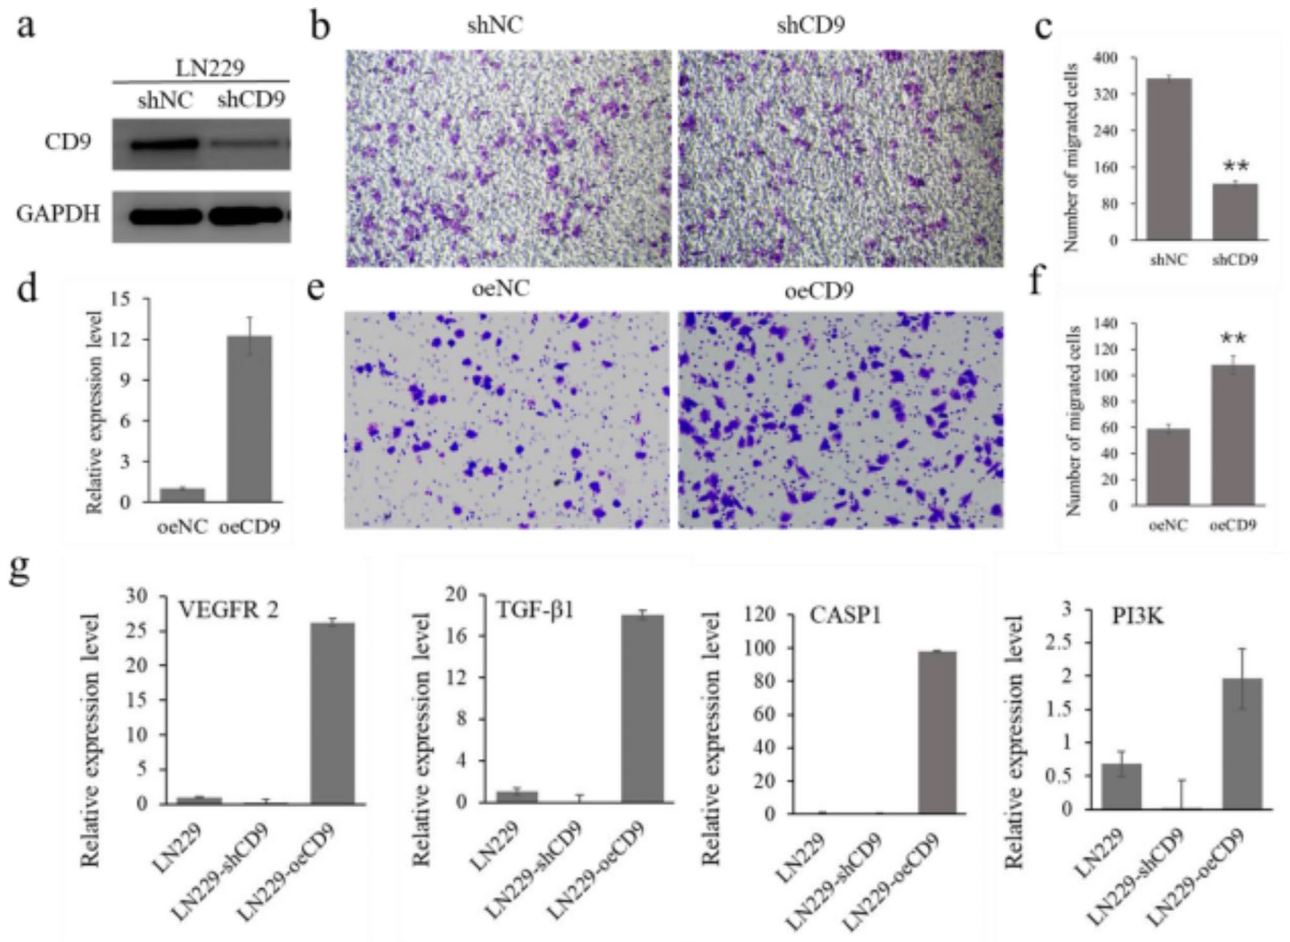 a
LN229
shNC shCD9
CD9
GAPDH
b
shNC shCD9
c
Number of migrated cells
400
320
240
160
80
0
**
shNC shCD9
d
Relative expression level
15
12
9
6
3
0
oeNC oeCD9
e
oeNC oeCD9
f
Number of migrated cells
140
120
100
80
60
40
20
0
**
oeNC oeCD9
g
Relative expression level
VEGFR 2
30
25
20
15
10
5
0
LN229
LN229-shCD9
LN229-oeCD9
Relative expression level
TGF-β1
20
16
12
8
4
0
LN229
LN229-shCD9
LN229-oeCD9
Relative expression level
CASP1
120
100
80
60
40
20
0
LN229
LN229-shCD9
LN229-oeCD9
Relative expression level
PI3K
3
2.5
2
1.5
1
0.5
0
LN229
LN229-shCD9
LN229-oeCD9